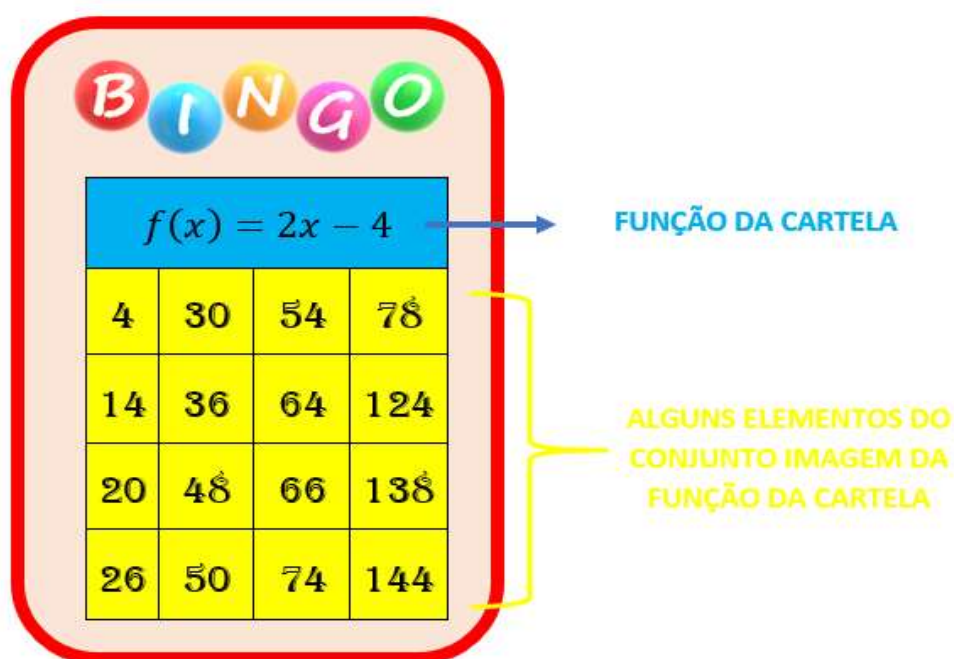 BINGO
f(x) = 2x − 4
FUNÇÃO DA CARTELA
4 30 54 78
14 36 64 124
20 48 66 138
26 50 74 144
ALGUNS ELEMENTOS DO
CONJUNTO IMAGEM DA
FUNÇÃO DA CARTELA